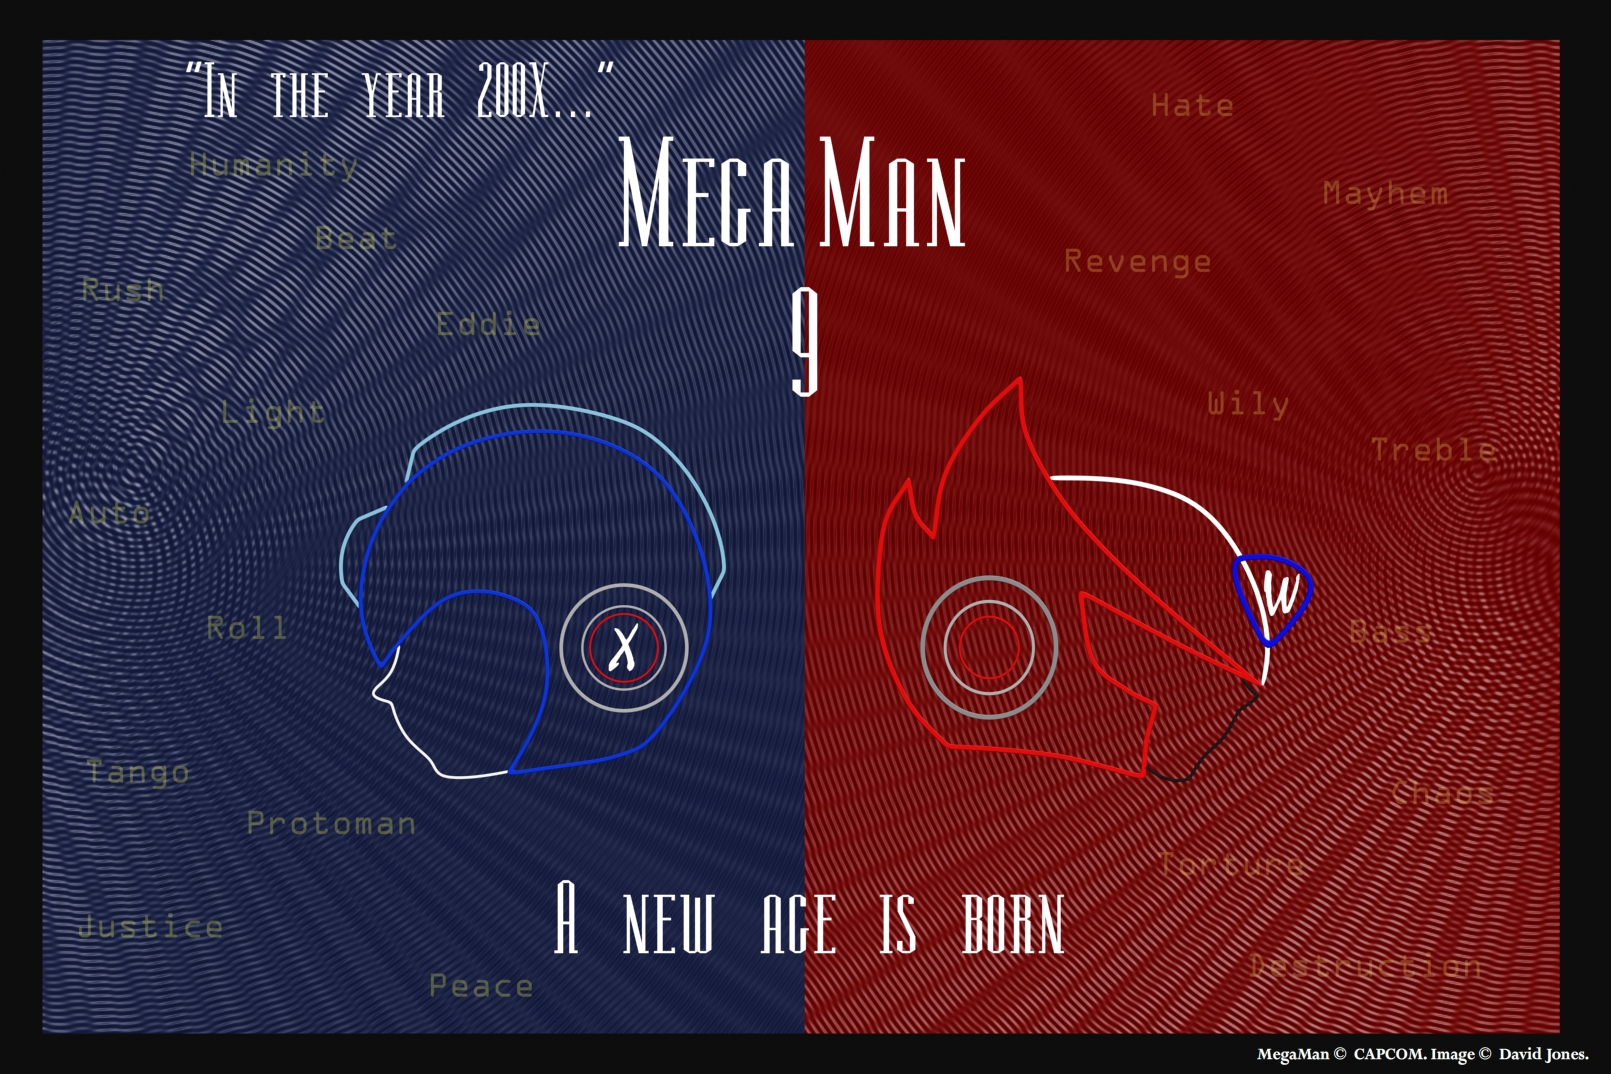 "In the year 200X..."
Mega Man
9
Humanity
Beat
Rush
Eddie
Light
Auto
Roll
Tango
Protoman
Justice
Peace
X
Hate
Mayhem
Revenge
Wily
Treble
W
Bass
Chaos
Torture
Destruction
A new age is born
MegaMan © CAPCOM. Image © David Jones.